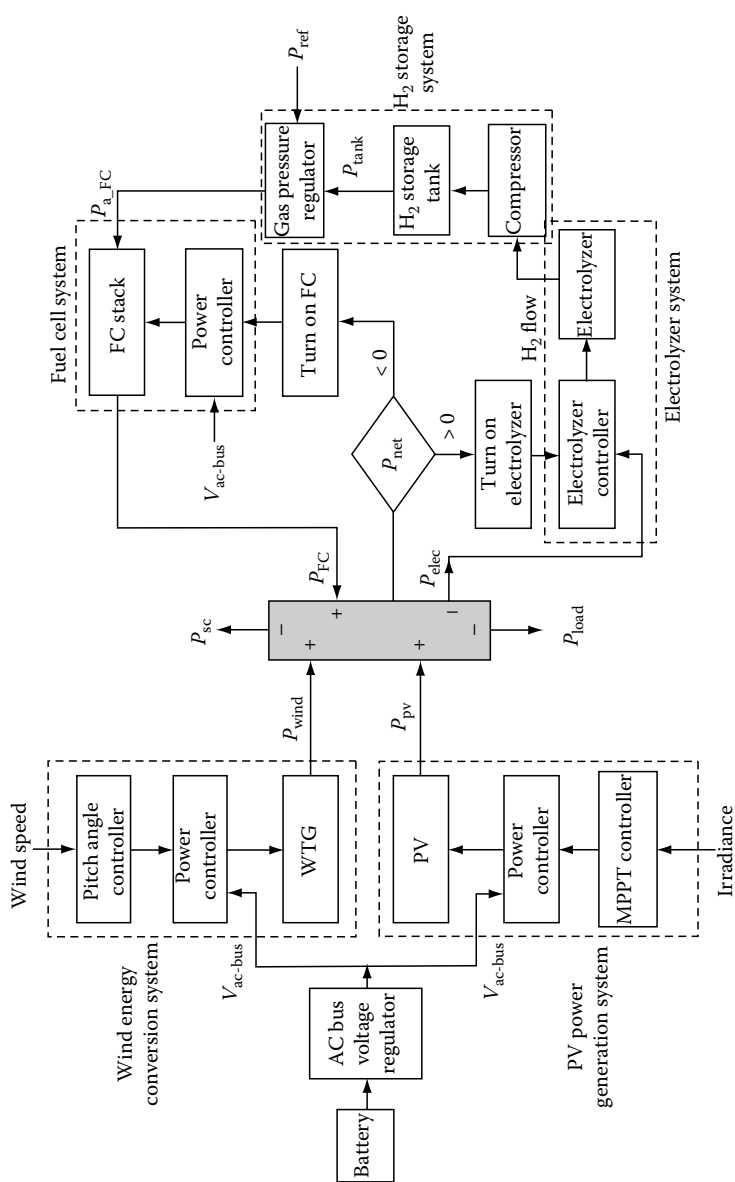 Wind speed
Pitch angle
controller
Power
controller
WTG
P_wind
Wind energy
conversion system
V_ac-bus
Battery
AC bus
voltage
regulator
V_ac-bus
PV
Power
controller
MPPT controller
Irradiance
P_pv
PV power
generation system
P_sc
−
+
+
+
−
−
P_FC
P_elec
P_load
P_net
< 0
> 0
Turn on FC
Turn on
electrolyzer
V_ac-bus
Fuel cell system
FC stack
Power
controller
P_a_FC
P_ref
Gas pressure
regulator
P_tank
H₂ storage
tank
Compressor
H₂ storage
system
H₂ flow
Electrolyzer
controller
Electrolyzer
Electrolyzer system